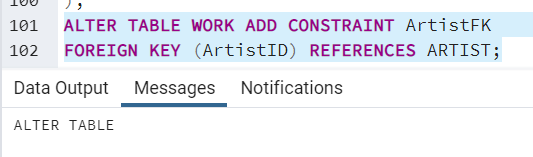 100 );
101 ALTER TABLE WORK ADD CONSTRAINT ArtistFK
102 FOREIGN KEY (ArtistID) REFERENCES ARTIST;
Data Output Messages Notifications
ALTER TABLE